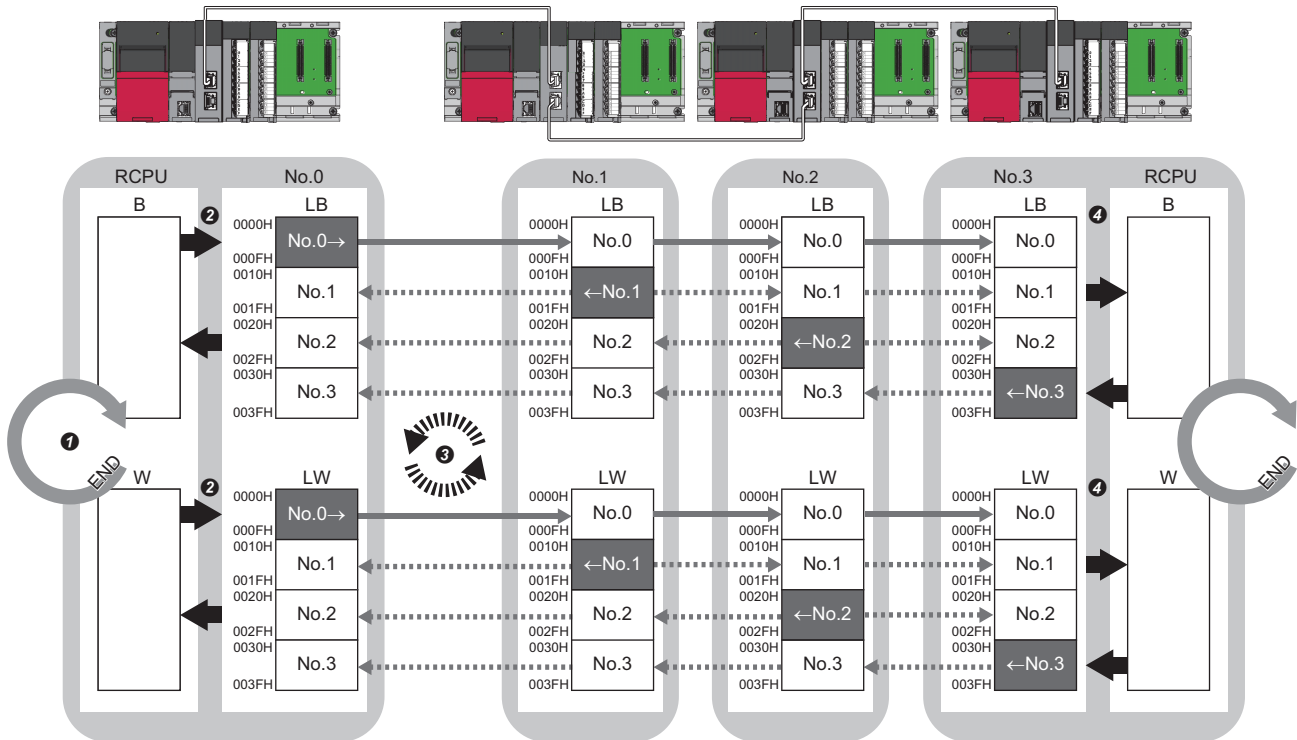 RCPU No.0 No.1 No.2 No.3 RCPU
B LB LB LB LB B
❷ ❹
0000H 0000H 0000H 0000H
No.0→ No.0 No.0 No.0
000FH 000FH 000FH 000FH
0010H 0010H 0010H 0010H
No.1 ←No.1 No.1 No.1
001FH 001FH 001FH 001FH
0020H 0020H 0020H 0020H
No.2 No.2 ←No.2 No.2
002FH 002FH 002FH 002FH
0030H 0030H 0030H 0030H
No.3 No.3 No.3 ←No.3
003FH 003FH 003FH 003FH
❶ ❸
END END
W LW LW LW LW W
❷ ❹
0000H 0000H 0000H 0000H
No.0→ No.0 No.0 No.0
000FH 000FH 000FH 000FH
0010H 0010H 0010H 0010H
No.1 ←No.1 No.1 No.1
001FH 001FH 001FH 001FH
0020H 0020H 0020H 0020H
No.2 No.2 ←No.2 No.2
002FH 002FH 002FH 002FH
0030H 0030H 0030H 0030H
No.3 No.3 No.3 ←No.3
003FH 003FH 003FH 003FH